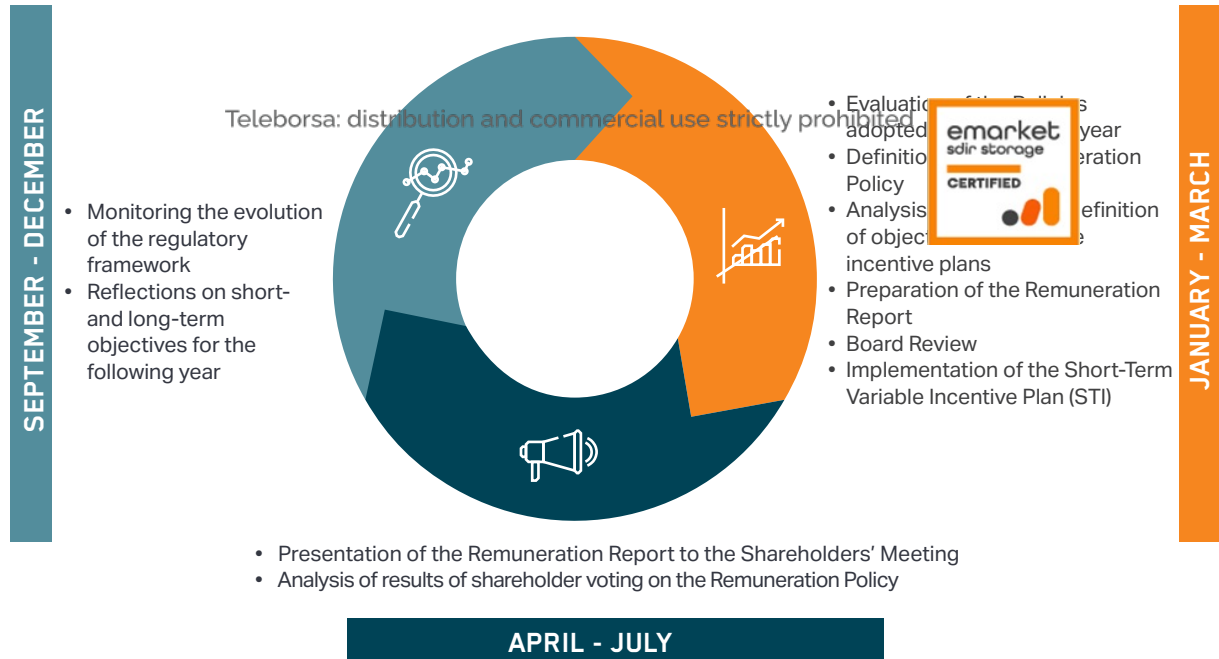 Teleborsa: distribution and commercial use strictly prohibited
SEPTEMBER - DECEMBER
• Monitoring the evolution
of the regulatory
framework
• Reflections on short-
and long-term
objectives for the
following year
• Evaluation of the Policies
adopted year
• Definition
Policy
• Analysis
of
incentive plans
• Preparation of the Remuneration
Report
• Board Review
• Implementation of the Short-Term
Variable Incentive Plan (STI)
emarket
sdir storage
CERTIFIED
JANUARY - MARCH
• Presentation of the Remuneration Report to the Shareholders’ Meeting
• Analysis of results of shareholder voting on the Remuneration Policy
APRIL - JULY